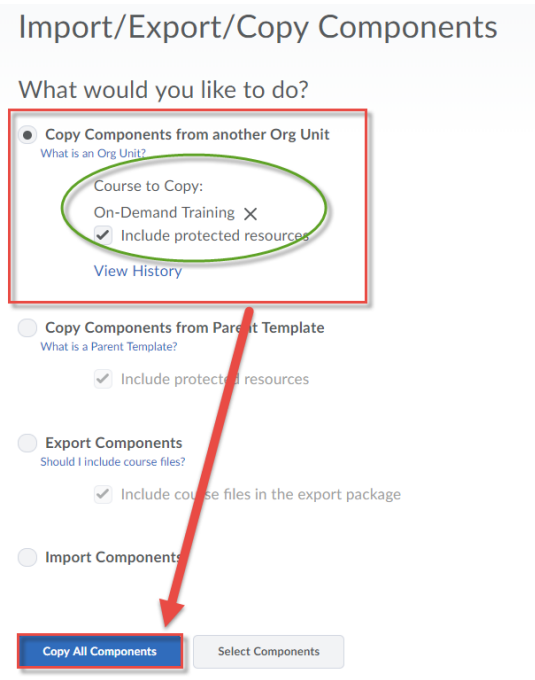 Import/Export/Copy Components
What would you like to do?
Copy Components from another Org Unit
What is an Org Unit?
Course to Copy:
On-Demand Training
Include protected resources
View History
Copy Components from Parent Template
What is a Parent Template?
Include protected resources
Export Components
Should I include course files?
Include course files in the export package
Import Components
Copy All Components
Select Components